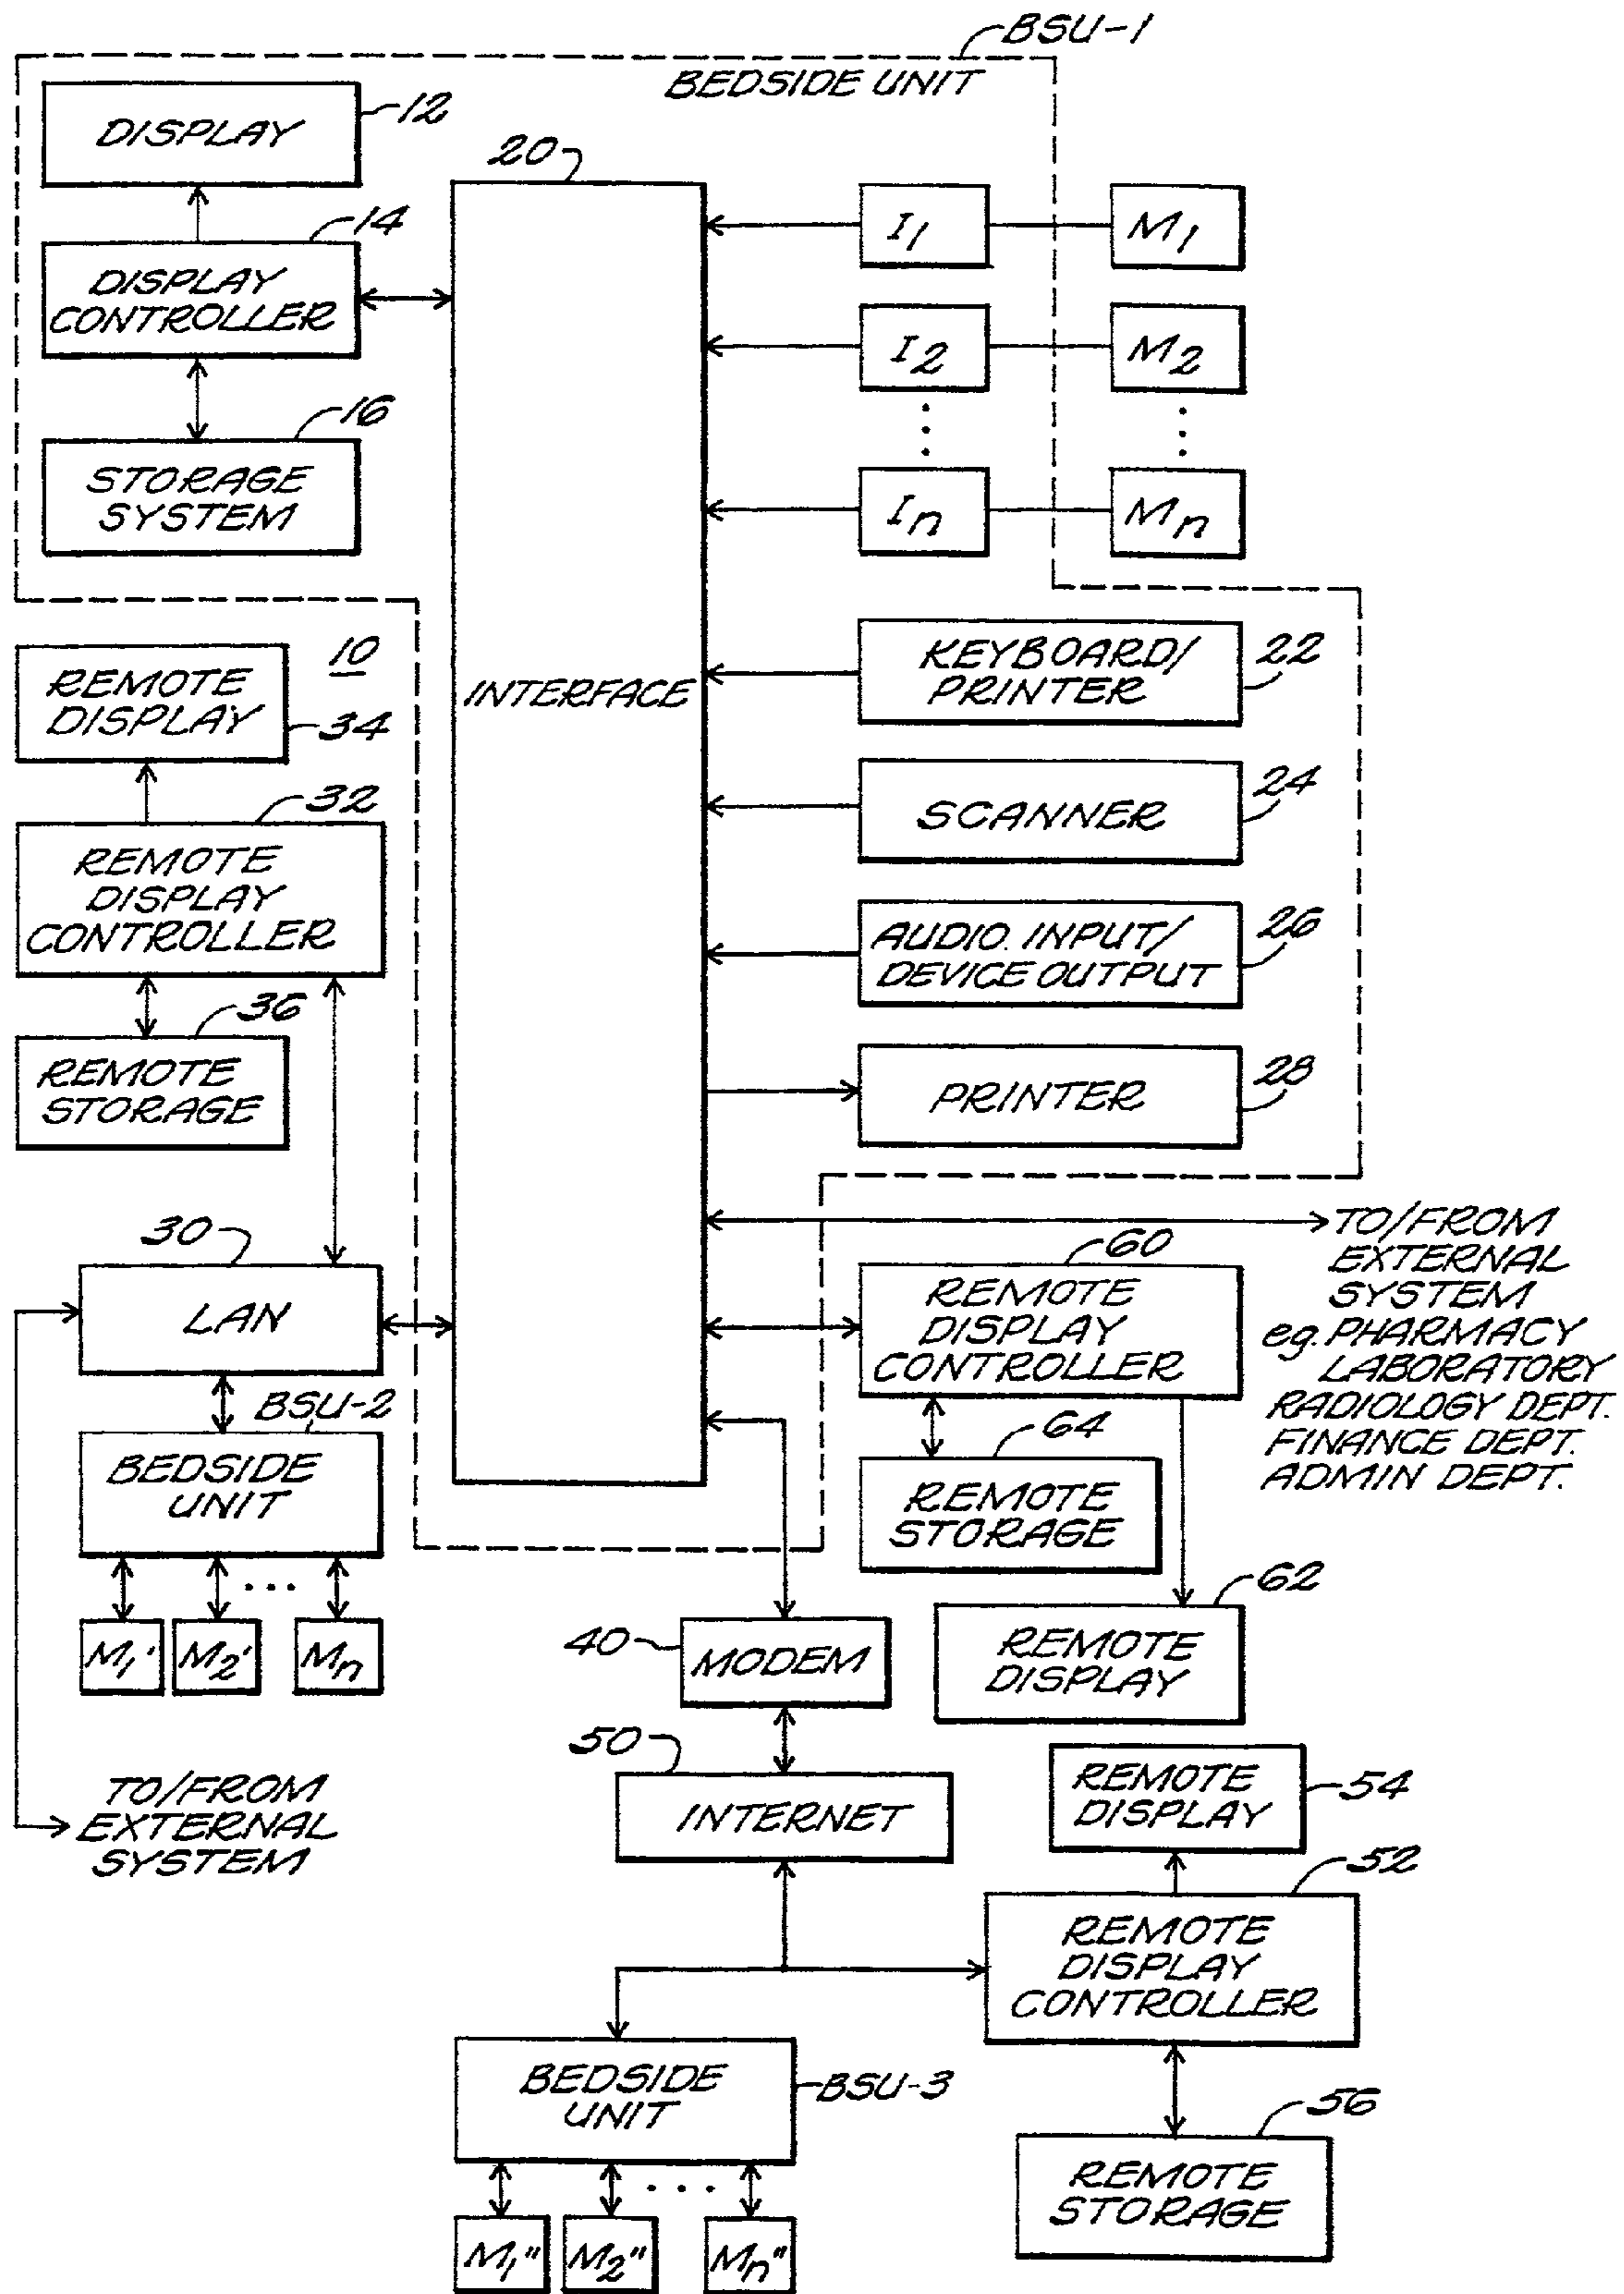 BSU-1
BEDSIDE UNIT
DISPLAY
12
20
14
DISPLAY
CONTROLLER
16
STORAGE
SYSTEM
I1
M1
I2
M2
In
Mn
INTERFACE
10
REMOTE
DISPLAY
34
32
REMOTE
DISPLAY
CONTROLLER
36
REMOTE
STORAGE
KEYBOARD/
PRINTER
22
SCANNER
24
AUDIO. INPUT/
DEVICE OUTPUT
26
PRINTER
28
30
LAN
BSU-2
BEDSIDE
UNIT
M1'
M2'
Mn
TO/FROM
EXTERNAL
SYSTEM
TO/FROM
EXTERNAL
SYSTEM
eg. PHARMACY
LABORATORY
RADIOLOGY DEPT.
FINANCE DEPT.
ADMIN DEPT.
60
REMOTE
DISPLAY
CONTROLLER
64
REMOTE
STORAGE
62
REMOTE
DISPLAY
40
MODEM
50
INTERNET
REMOTE
DISPLAY
54
52
REMOTE
DISPLAY
CONTROLLER
56
REMOTE
STORAGE
BEDSIDE
UNIT
BSU-3
M1"
M2"
Mn"